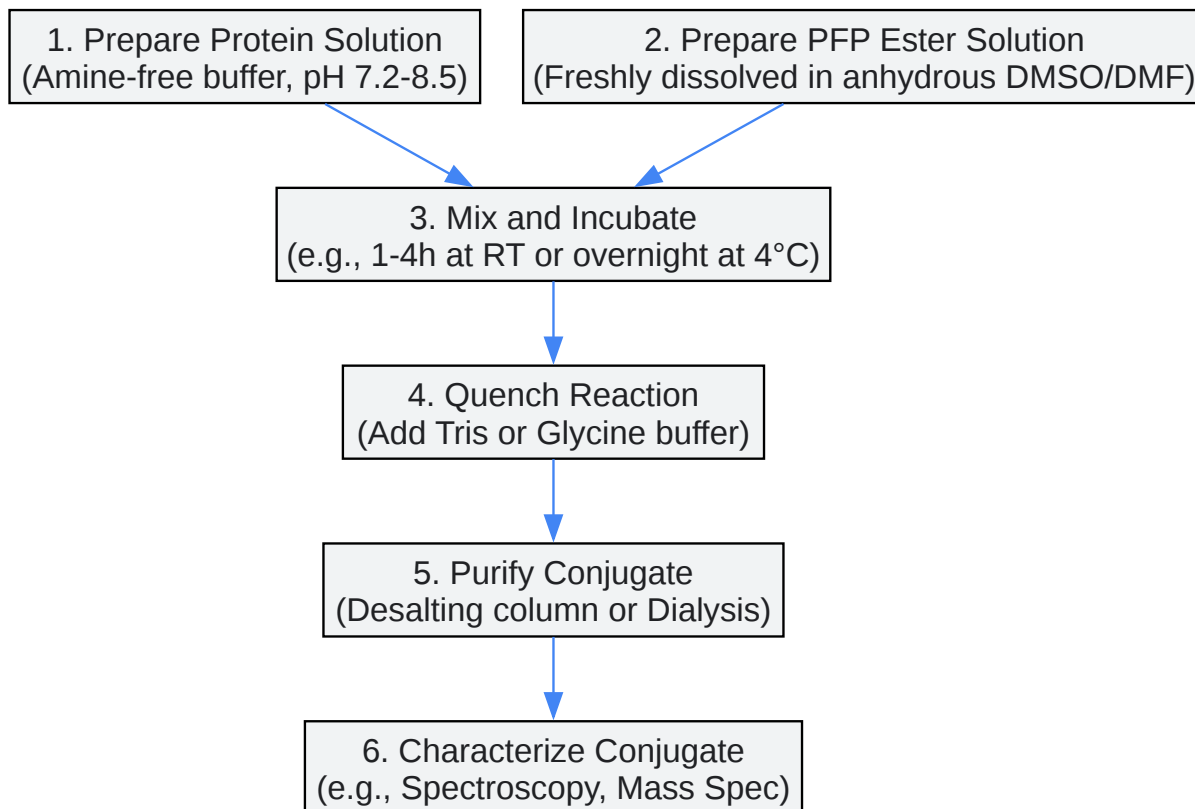 1. Prepare Protein Solution
(Amine-free buffer, pH 7.2-8.5)
2. Prepare PFP Ester Solution
(Freshly dissolved in anhydrous DMSO/DMF)
3. Mix and Incubate
(e.g., 1-4h at RT or overnight at 4°C)
4. Quench Reaction
(Add Tris or Glycine buffer)
5. Purify Conjugate
(Desalting column or Dialysis)
6. Characterize Conjugate
(e.g., Spectroscopy, Mass Spec)